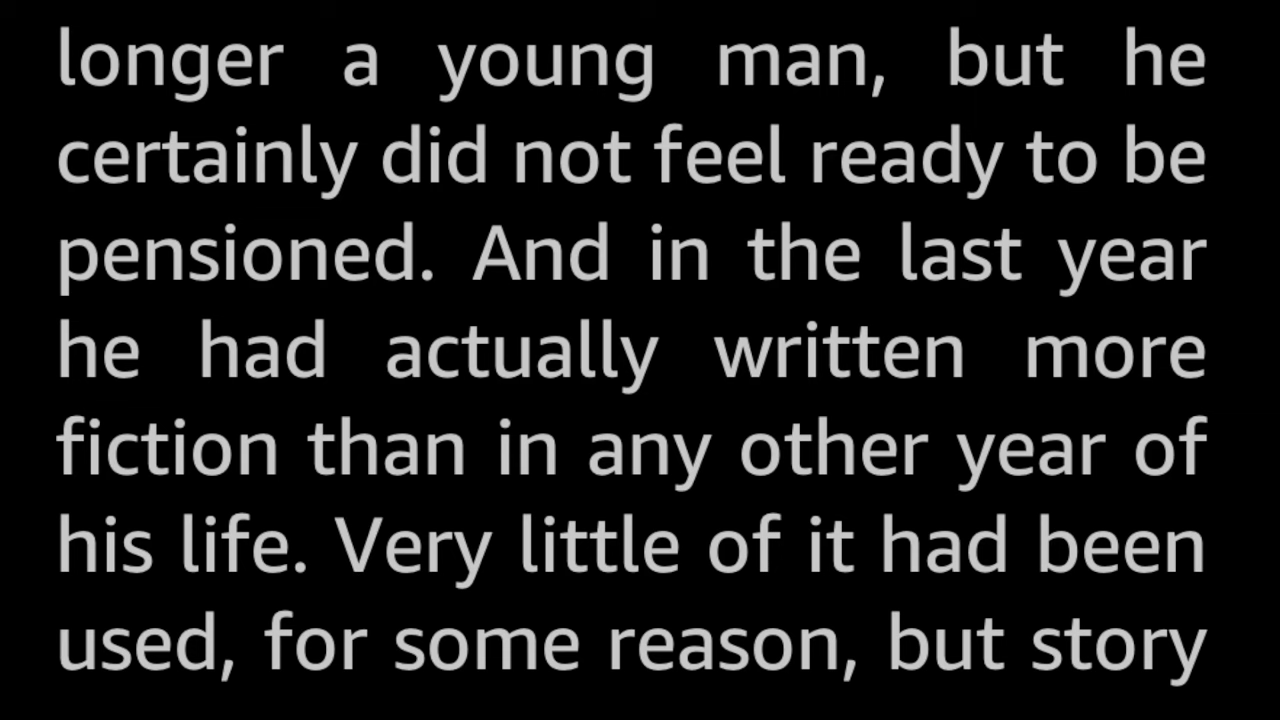 longer a young man, but he
certainly did not feel ready to be
pensioned. And in the last year
he had actually written more
fiction than in any other year of
his life. Very little of it had been
used, for some reason, but story